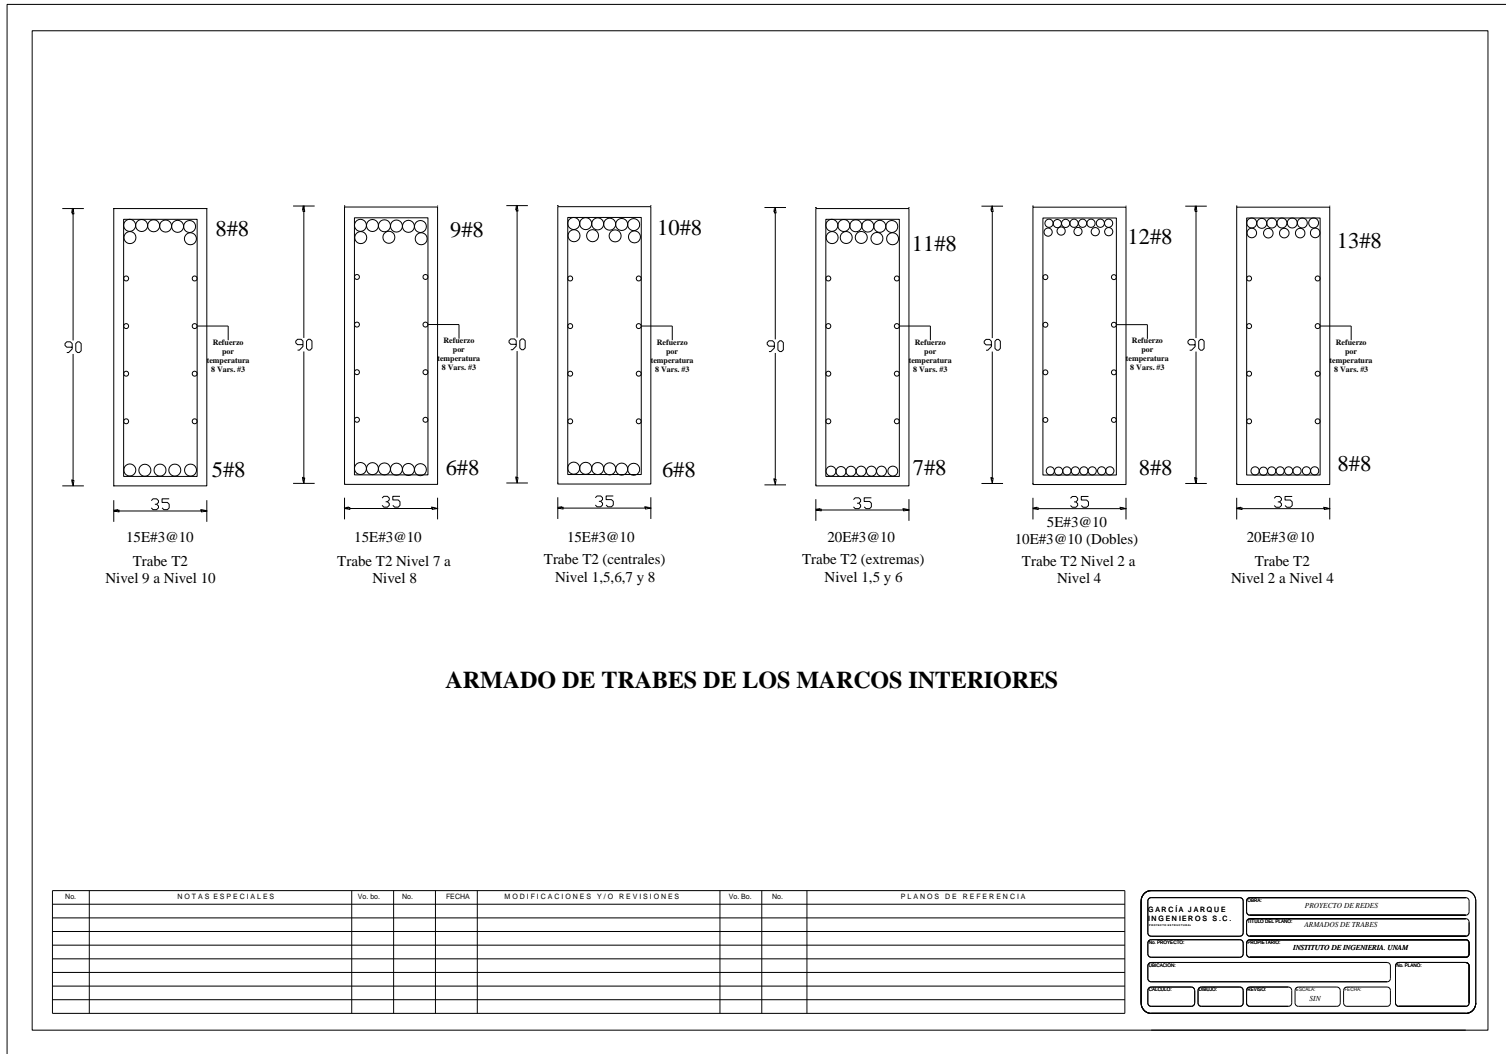 8#8
90
Refuerzo
por
temperatura
8 Vars. #3
5#8
35
15E#3@10
Trabe T2
Nivel 9 a Nivel 10
9#8
90
Refuerzo
por
temperatura
8 Vars. #3
6#8
35
15E#3@10
Trabe T2 Nivel 7 a
Nivel 8
10#8
90
Refuerzo
por
temperatura
8 Vars. #3
6#8
35
15E#3@10
Trabe T2 (centrales)
Nivel 1,5,6,7 y 8
11#8
90
Refuerzo
por
temperatura
8 Vars. #3
7#8
35
20E#3@10
Trabe T2 (extremas)
Nivel 1,5 y 6
12#8
90
Refuerzo
por
temperatura
8 Vars. #3
8#8
35
5E#3@10
10E#3@10 (Dobles)
Trabe T2 Nivel 2 a
Nivel 4
13#8
90
Refuerzo
por
temperatura
8 Vars. #3
8#8
35
20E#3@10
Trabe T2
Nivel 2 a Nivel 4
ARMADO DE TRABES DE LOS MARCOS INTERIORES
No. NOTAS ESPECIALES Vo. bo. No. FECHA MODIFICACIONES Y/O REVISIONES Vo. Bo. No. PLANOS DE REFERENCIA
GARCÍA JARQUE
INGENIEROS S.C.
OBRA: PROYECTO DE REDES
TITULO DEL PLANO: ARMADOS DE TRABES
No. PROYECTO:
PROPIETARIO: INSTITUTO DE INGENIERIA. UNAM
UBICACIÓN:
No. PLANO:
CALCULO:
DIBUJO:
REVISO:
ESCALA:
SIN
FECHA: